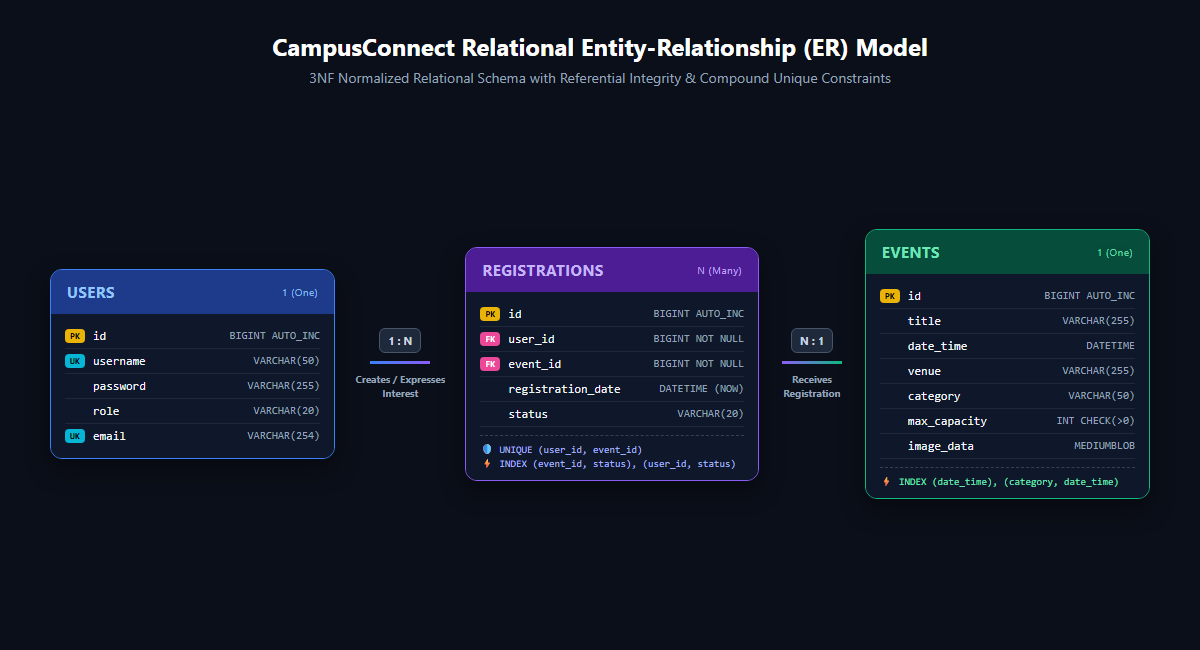 CampusConnect Relational Entity-Relationship (ER) Model
3NF Normalized Relational Schema with Referential Integrity & Compound Unique Constraints
USERS 1 (One)
PK id BIGINT AUTO_INC
UK username VARCHAR(50)
password VARCHAR(255)
role VARCHAR(20)
UK email VARCHAR(254)
1 : N
Creates / Expresses
Interest
REGISTRATIONS N (Many)
PK id BIGINT AUTO_INC
FK user_id BIGINT NOT NULL
FK event_id BIGINT NOT NULL
registration_date DATETIME (NOW)
status VARCHAR(20)
UNIQUE (user_id, event_id)
INDEX (event_id, status), (user_id, status)
N : 1
Receives
Registration
EVENTS 1 (One)
PK id BIGINT AUTO_INC
title VARCHAR(255)
date_time DATETIME
venue VARCHAR(255)
category VARCHAR(50)
max_capacity INT CHECK(>0)
image_data MEDIUMBLOB
INDEX (date_time), (category, date_time)